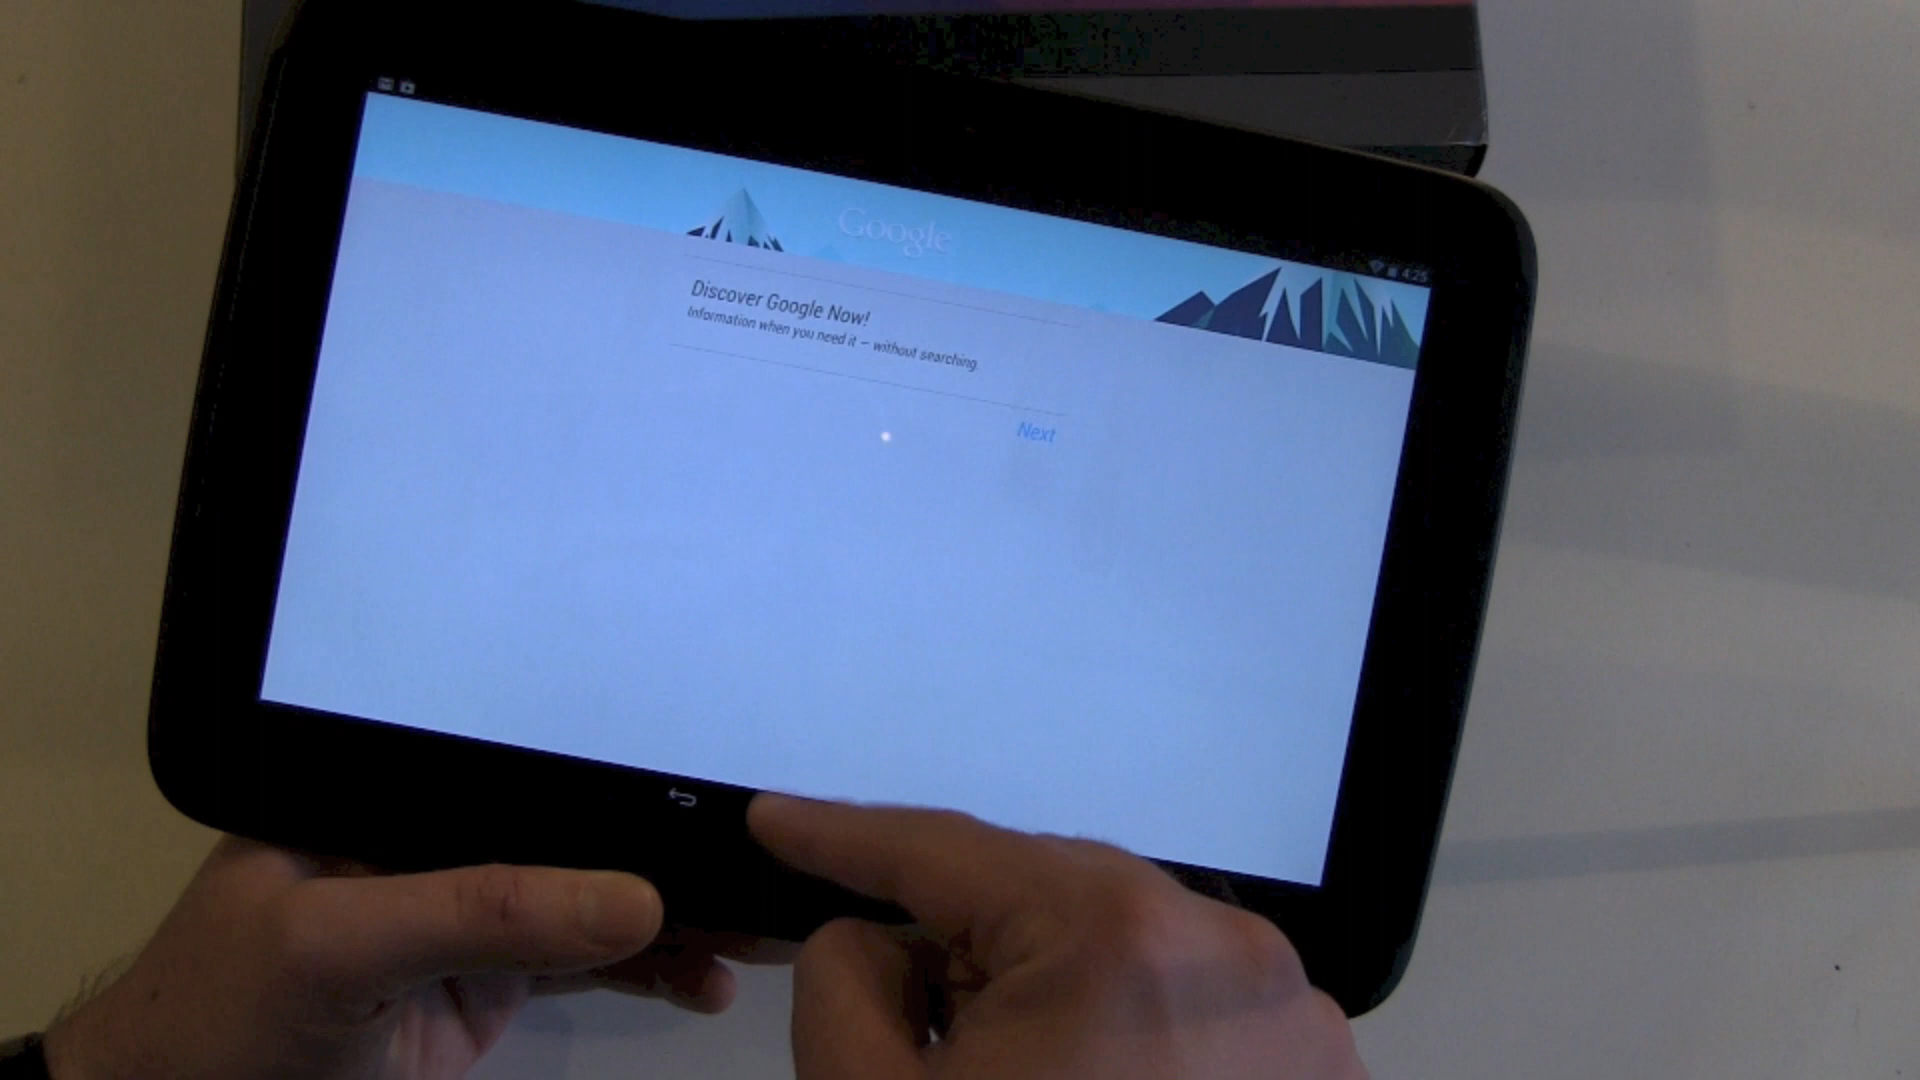 Google
4:25
Discover Google Now!
Information when you need it – without searching.
Next